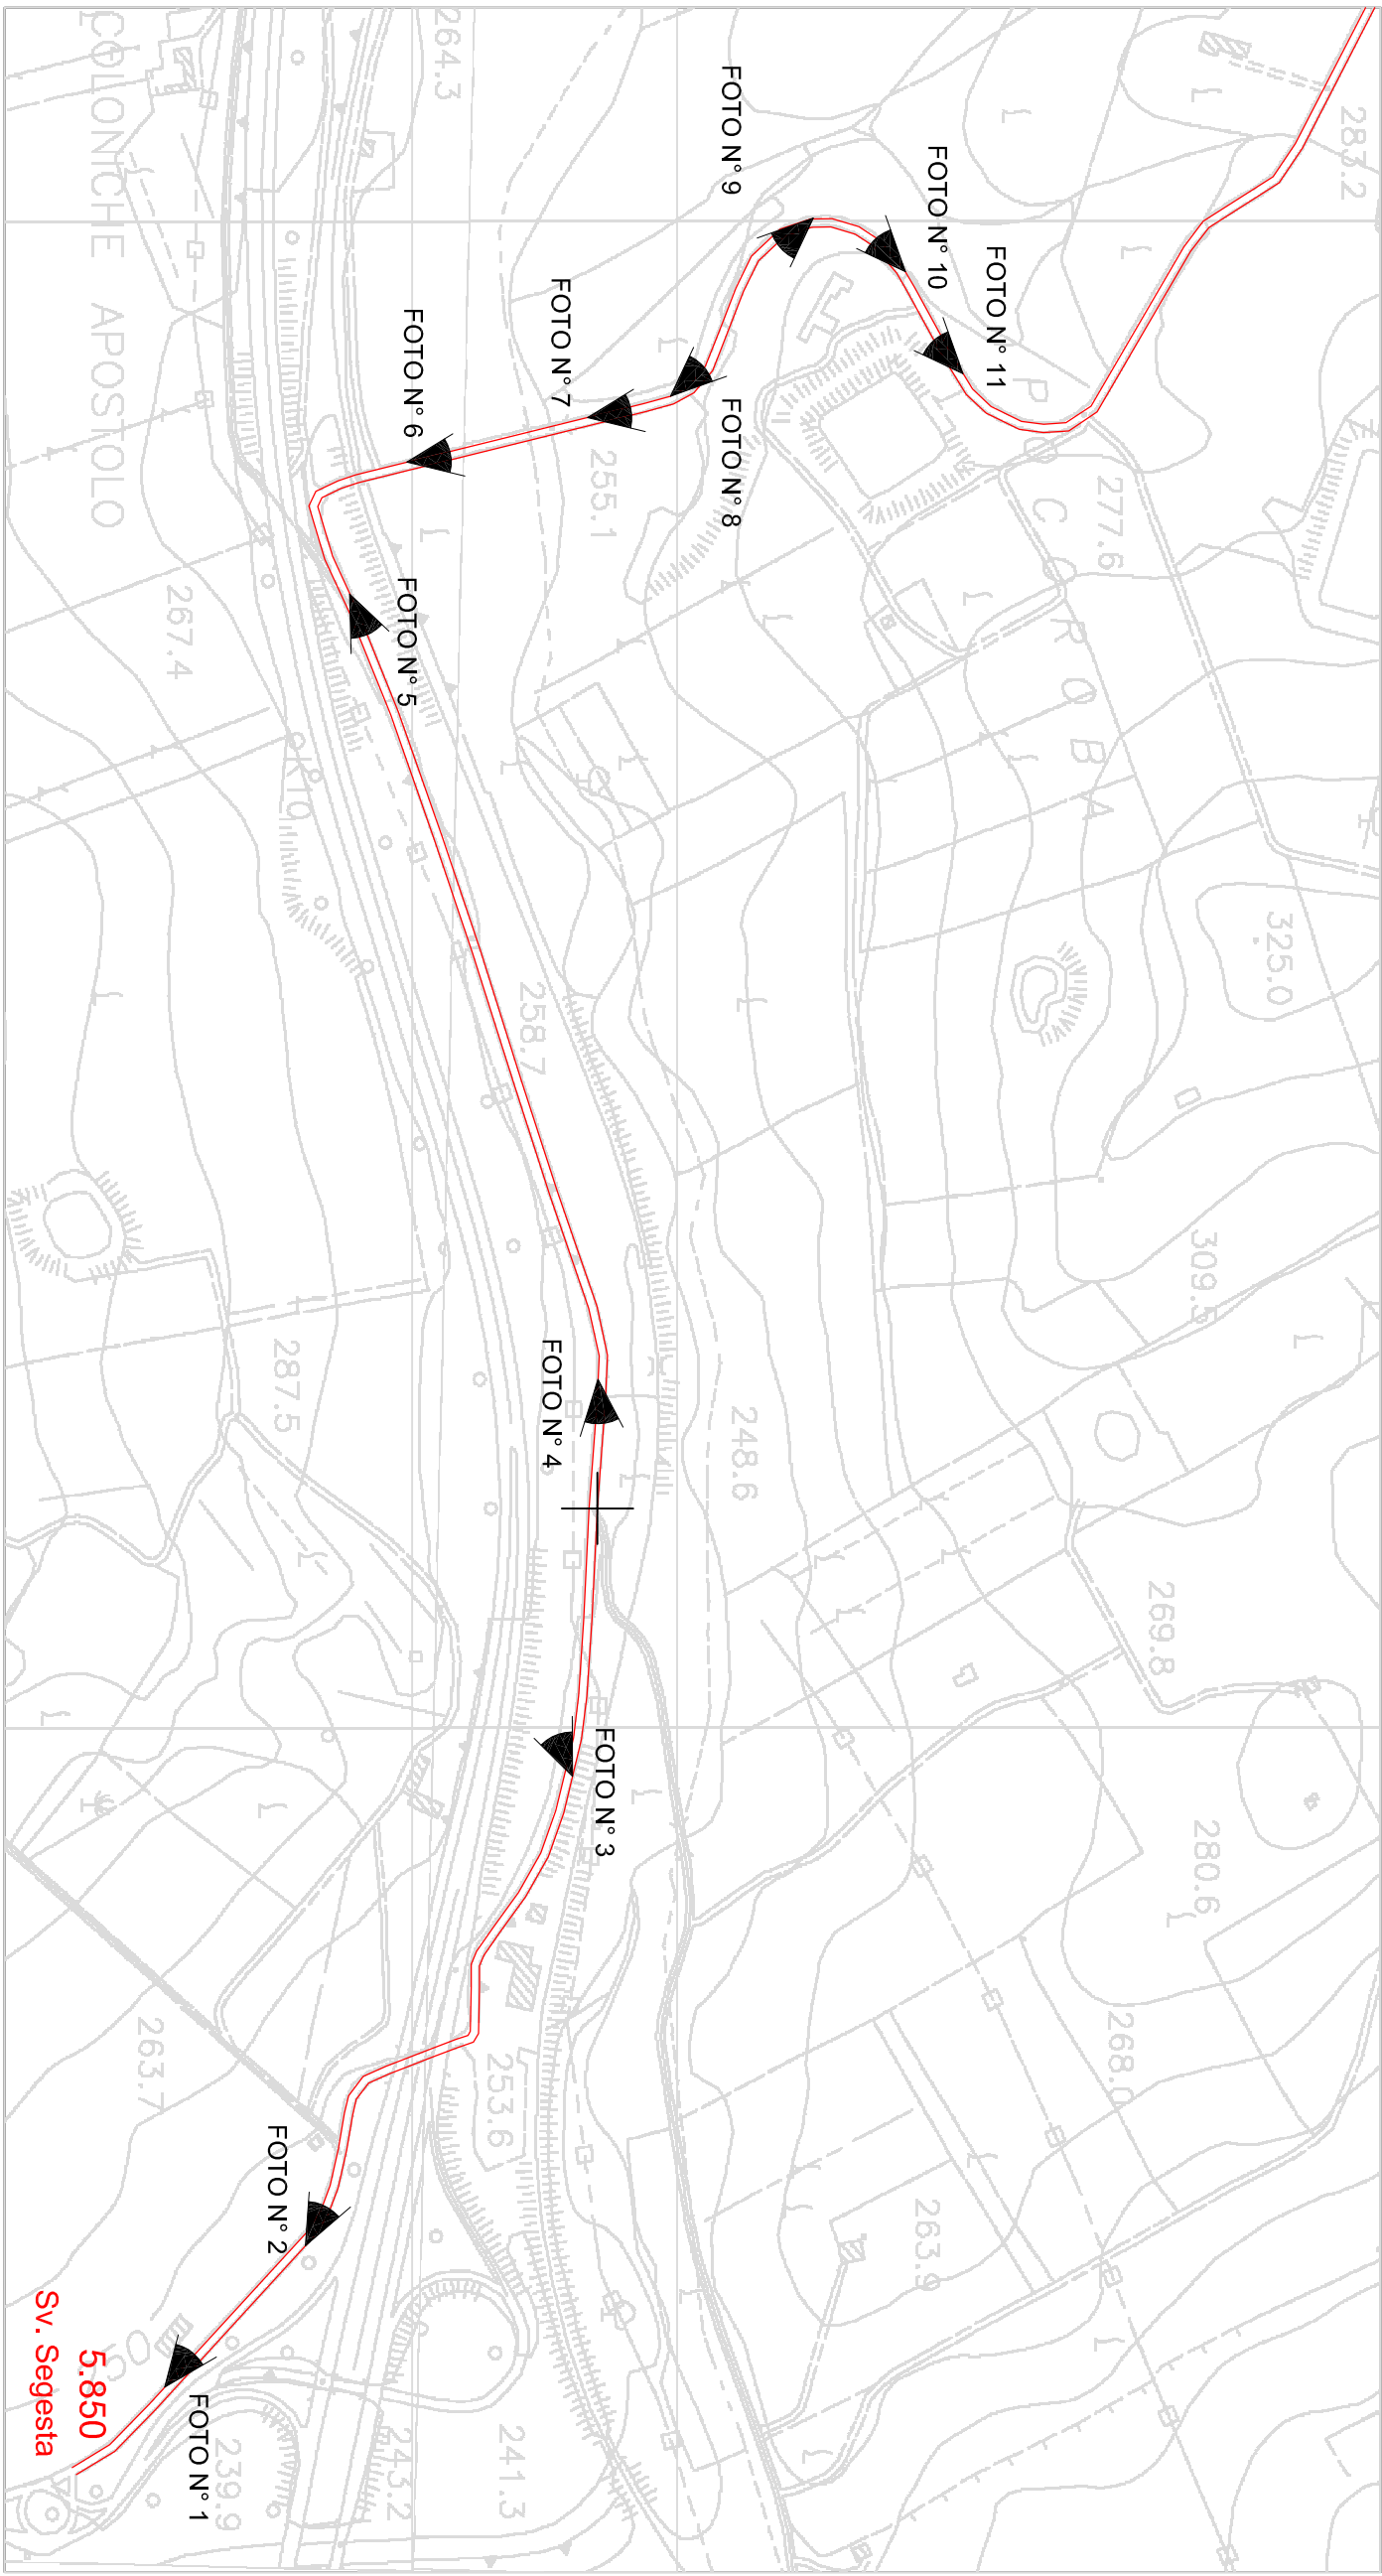 283.2
264.3
COLONICHE APOSTOLO
FOTO N° 9
FOTO N° 10
FOTO N° 11
FOTO N° 7
FOTO N° 6
FOTO N° 8
255.1
277.6
FOTO N° 5
267.4
325.0
258.7
309.5
FOTO N° 4
287.5
248.6
269.8
FOTO N° 3
280.6
268.0
263.7
253.6
FOTO N° 2
263.9
Sv. Segesta
5.850
FOTO N° 1
239.9
243.2
241.3